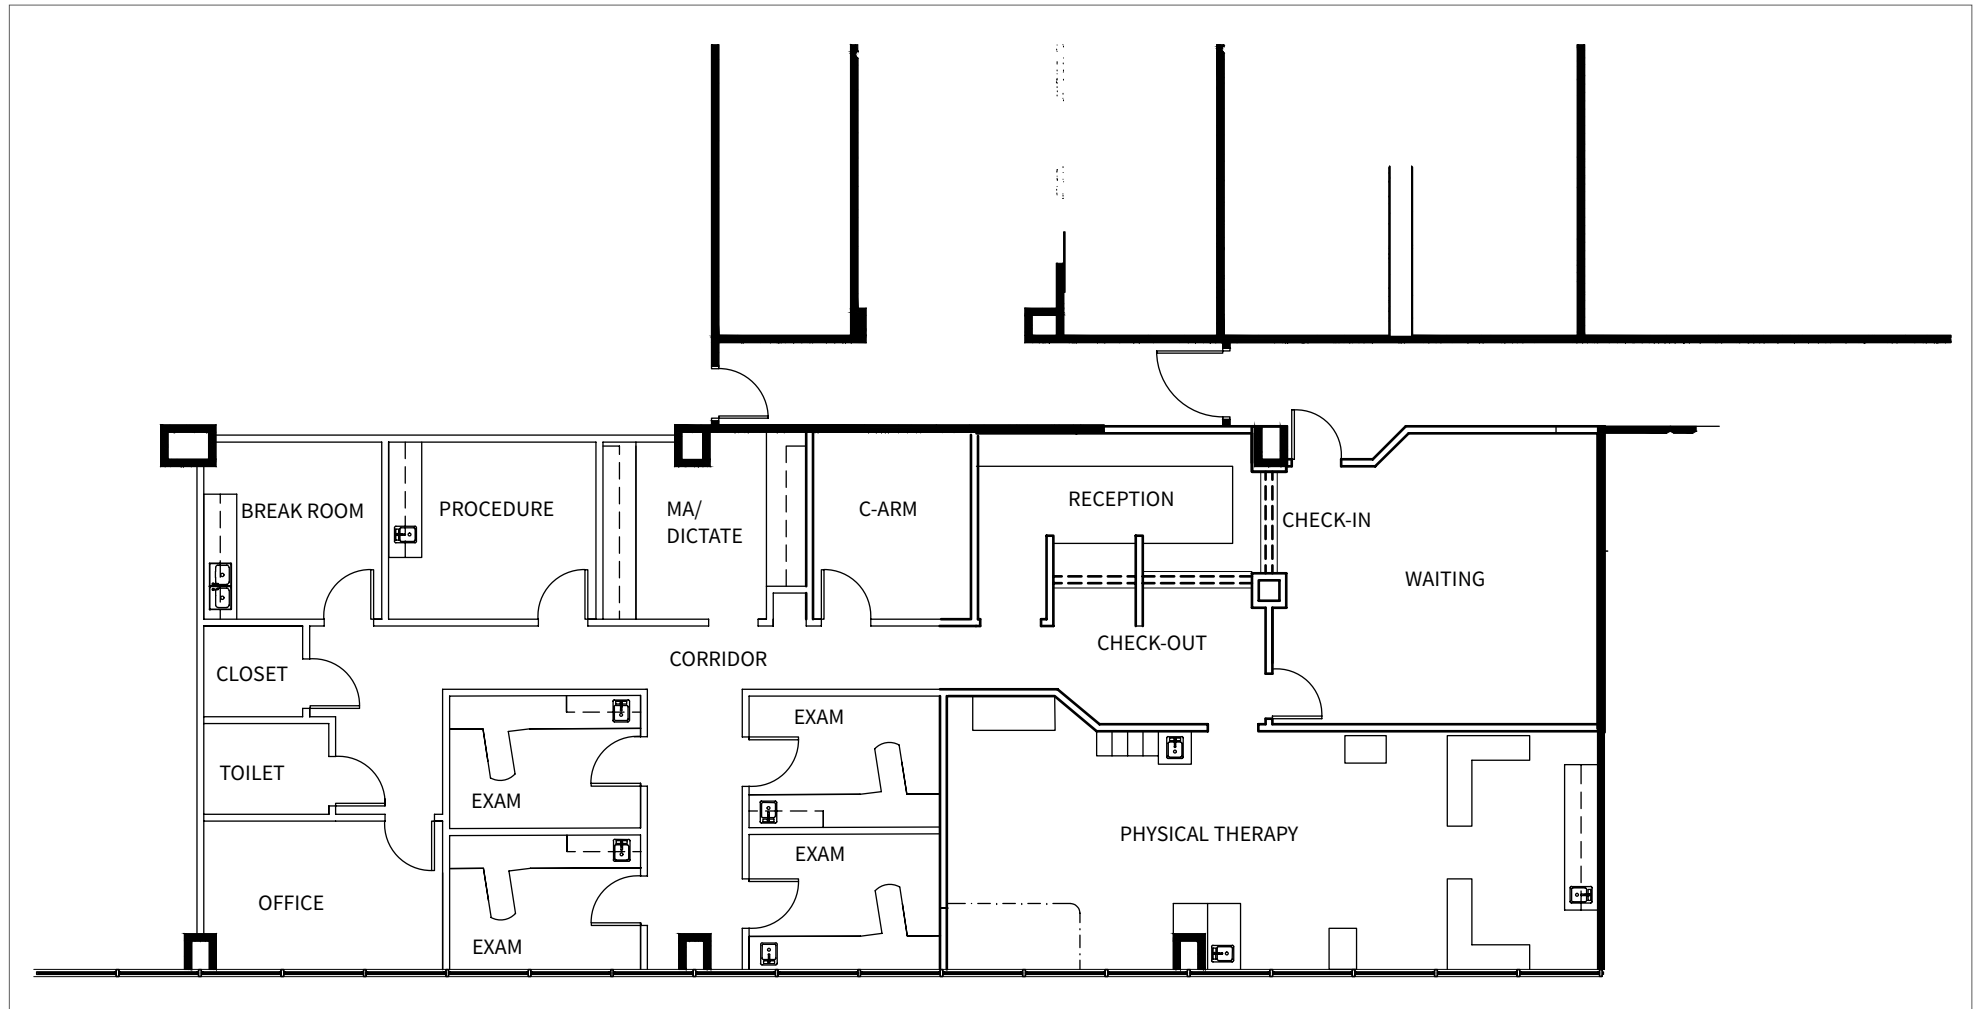 RECEPTION
BREAK ROOM
PROCEDURE
MA/
DICTATE
C-ARM
CHECK-IN
WAITING
CHECK-OUT
CORRIDOR
CLOSET
EXAM
TOILET
EXAM
PHYSICAL THERAPY
EXAM
OFFICE
EXAM